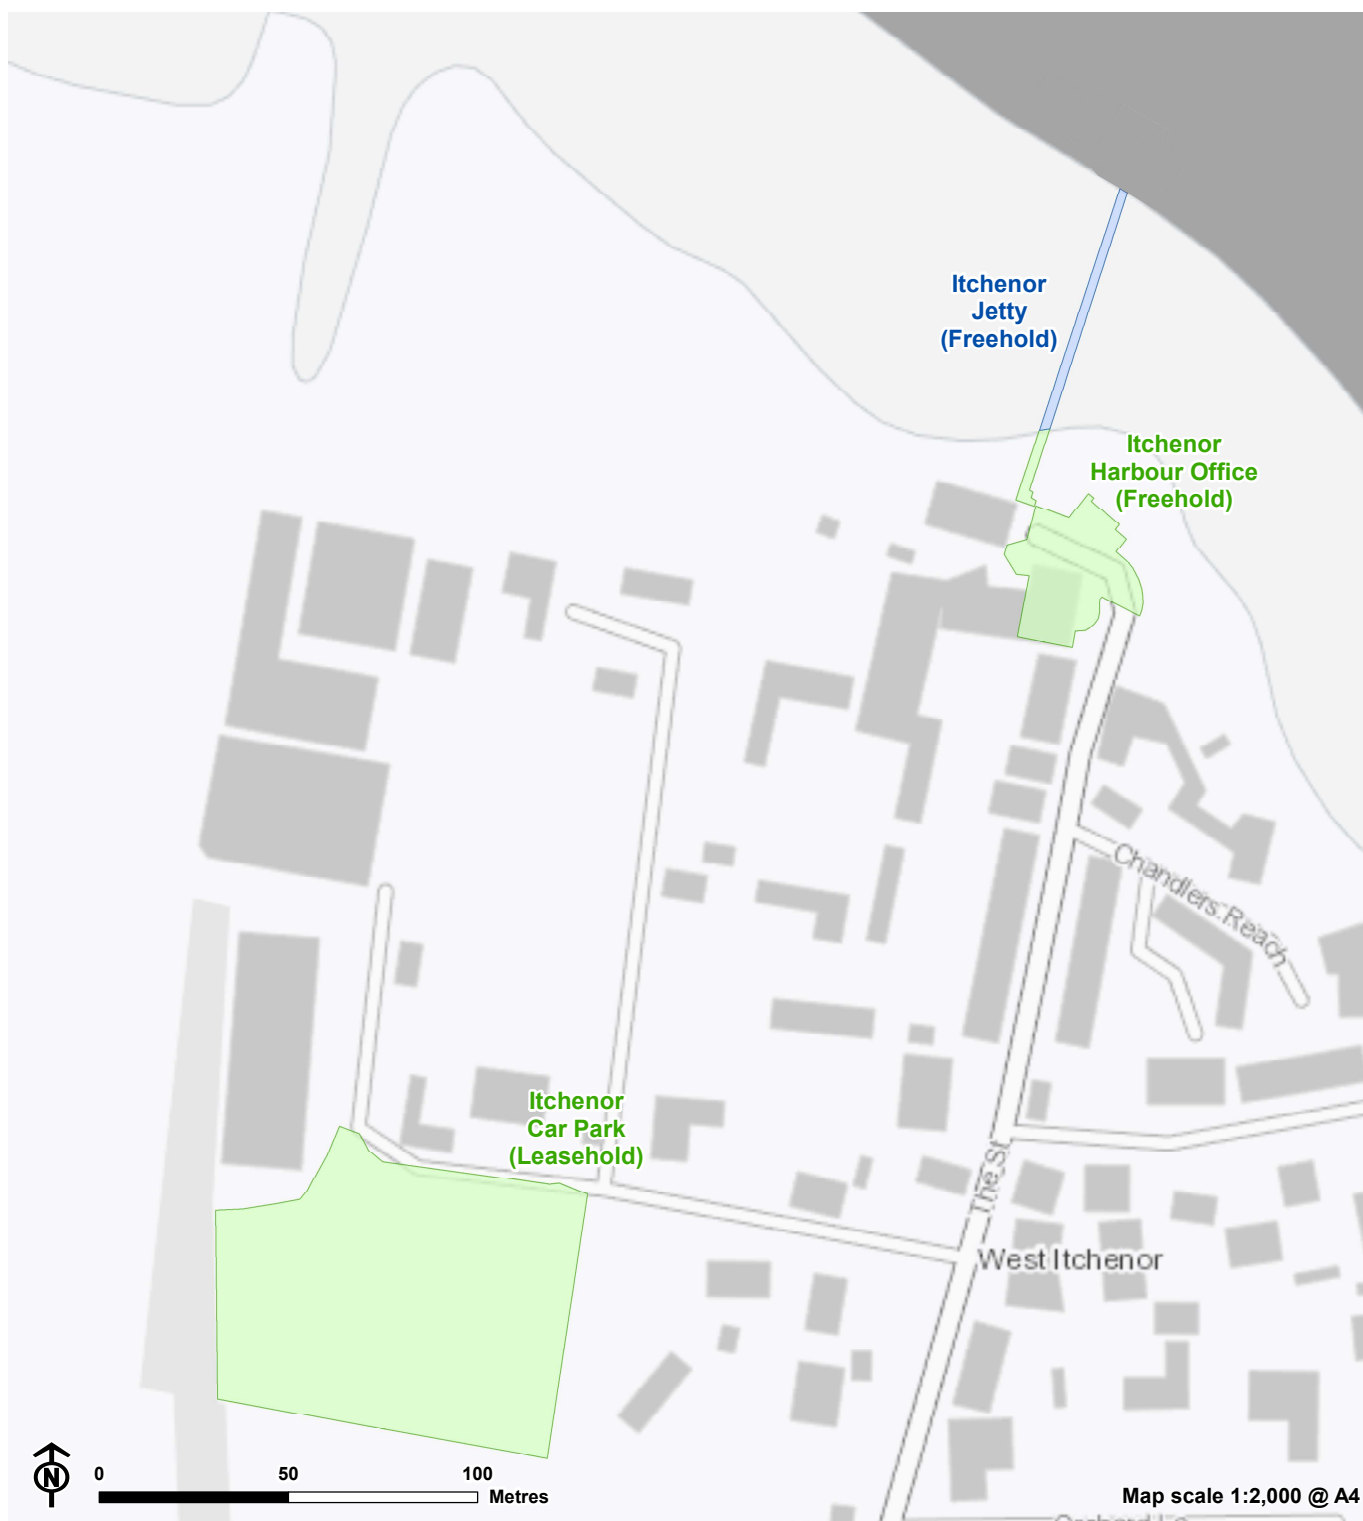 Itchenor
Jetty
(Freehold)
Itchenor
Harbour Office
(Freehold)
Chandlers Reach
Itchenor
Car Park
(Leasehold)
The St
West Itchenor
N
0 50 100
Metres
Map scale 1:2,000 @ A4